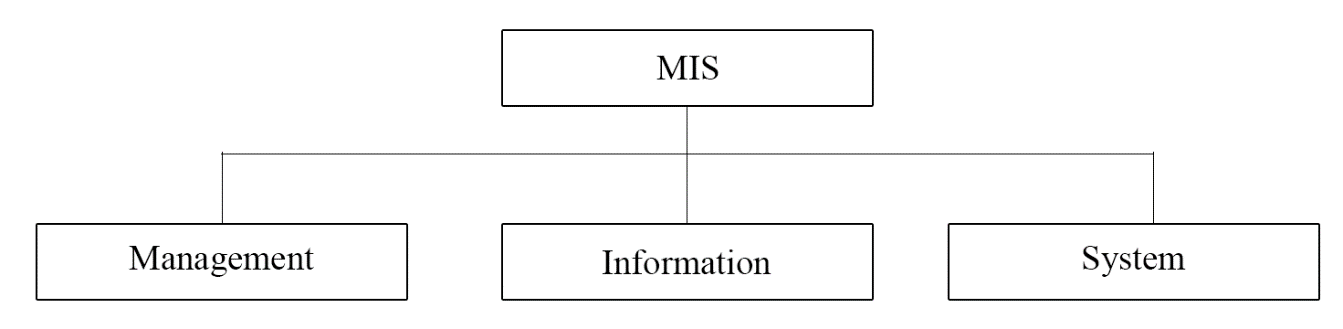 MIS
Management
Information
System